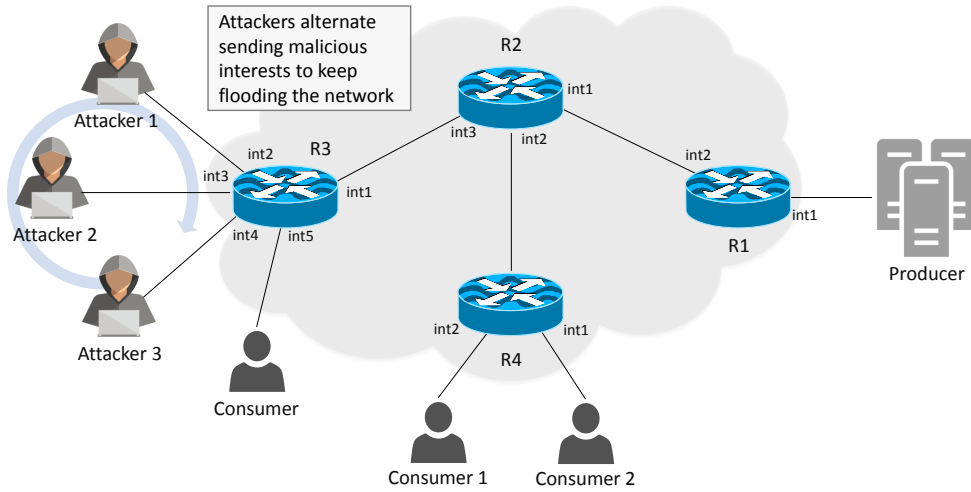 Attackers alternate
sending malicious
interests to keep
flooding the network
R2
int1
int3
int2
Attacker 1
int2
R3
int3
int1
int4
int5
Attacker 2
int2
int1
R1
Producer
Attacker 3
int2
int1
R4
Consumer
Consumer 1
Consumer 2